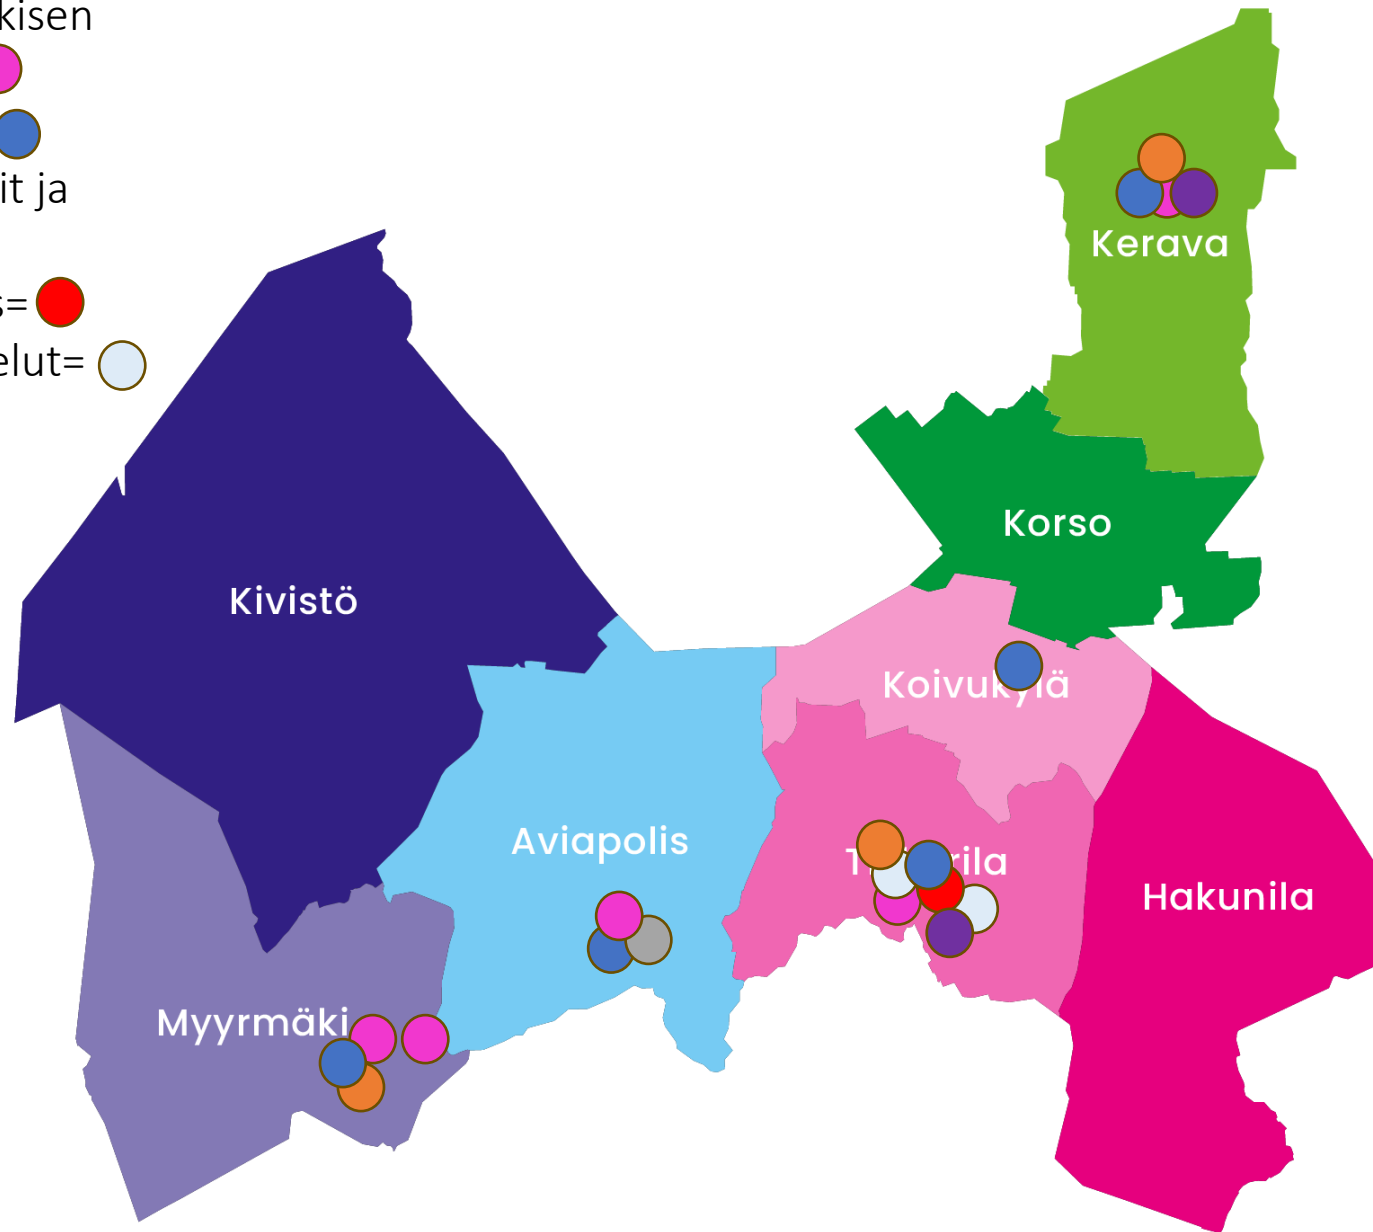 kisen
it ja
s=
elut=
Kerava
Korso
Kivistö
Koivukylä
Aviapolis
Hakunila
Myyrmäki